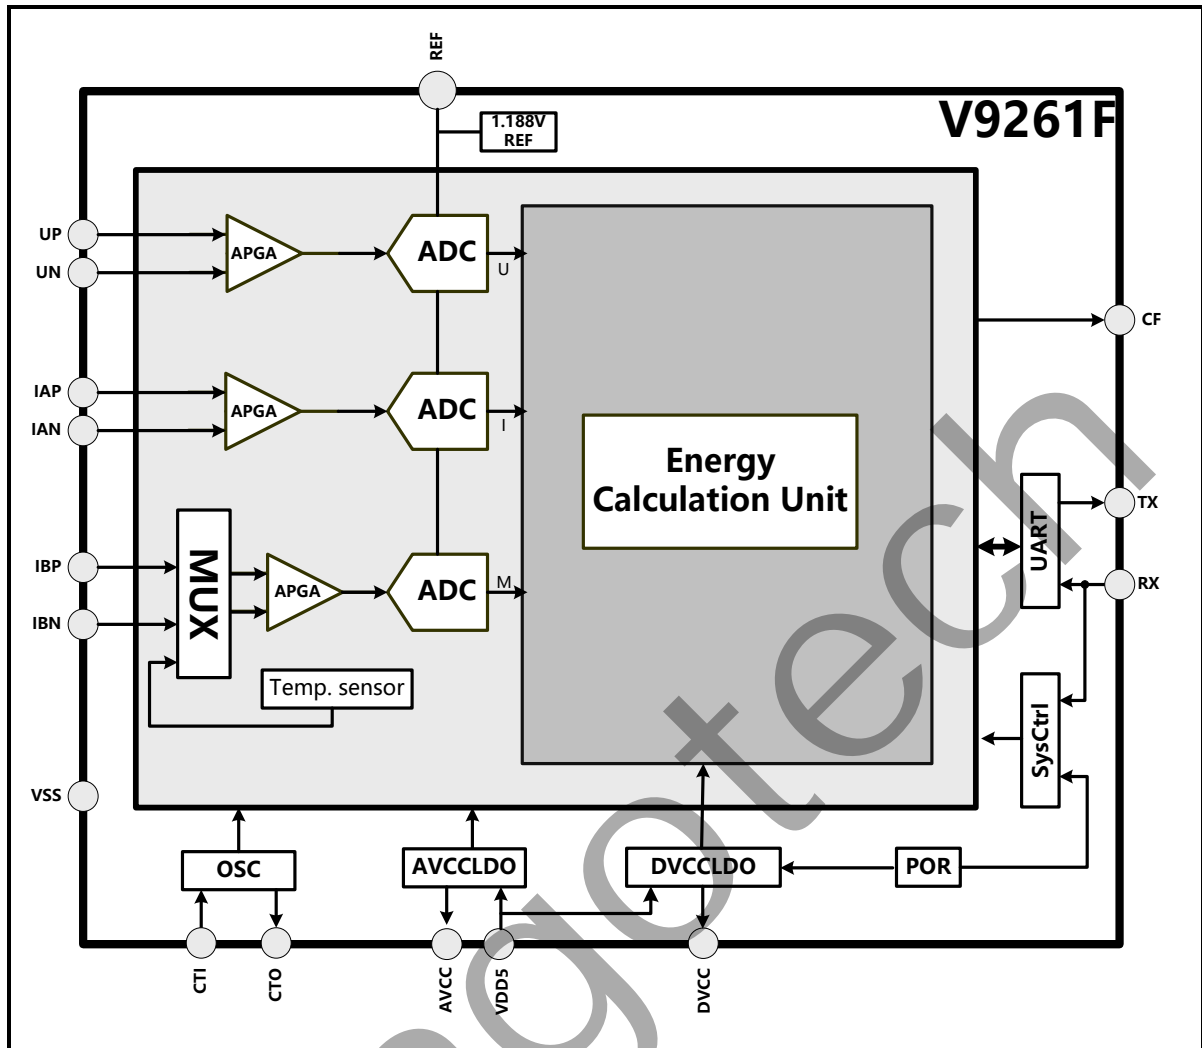 REF
V9261F
1.188V
REF
UP
APGA
ADC
U
UN
CF
IAP
APGA
ADC
I
IAN
Energy
Calculation Unit
TX
UART
IBP
MUX
APGA
ADC
M
RX
IBN
Temp. sensor
SysCtrl
VSS
OSC
AVCCLDO
DVCCLDO
POR
CTI
CTO
AVCC
VDD5
DVCC